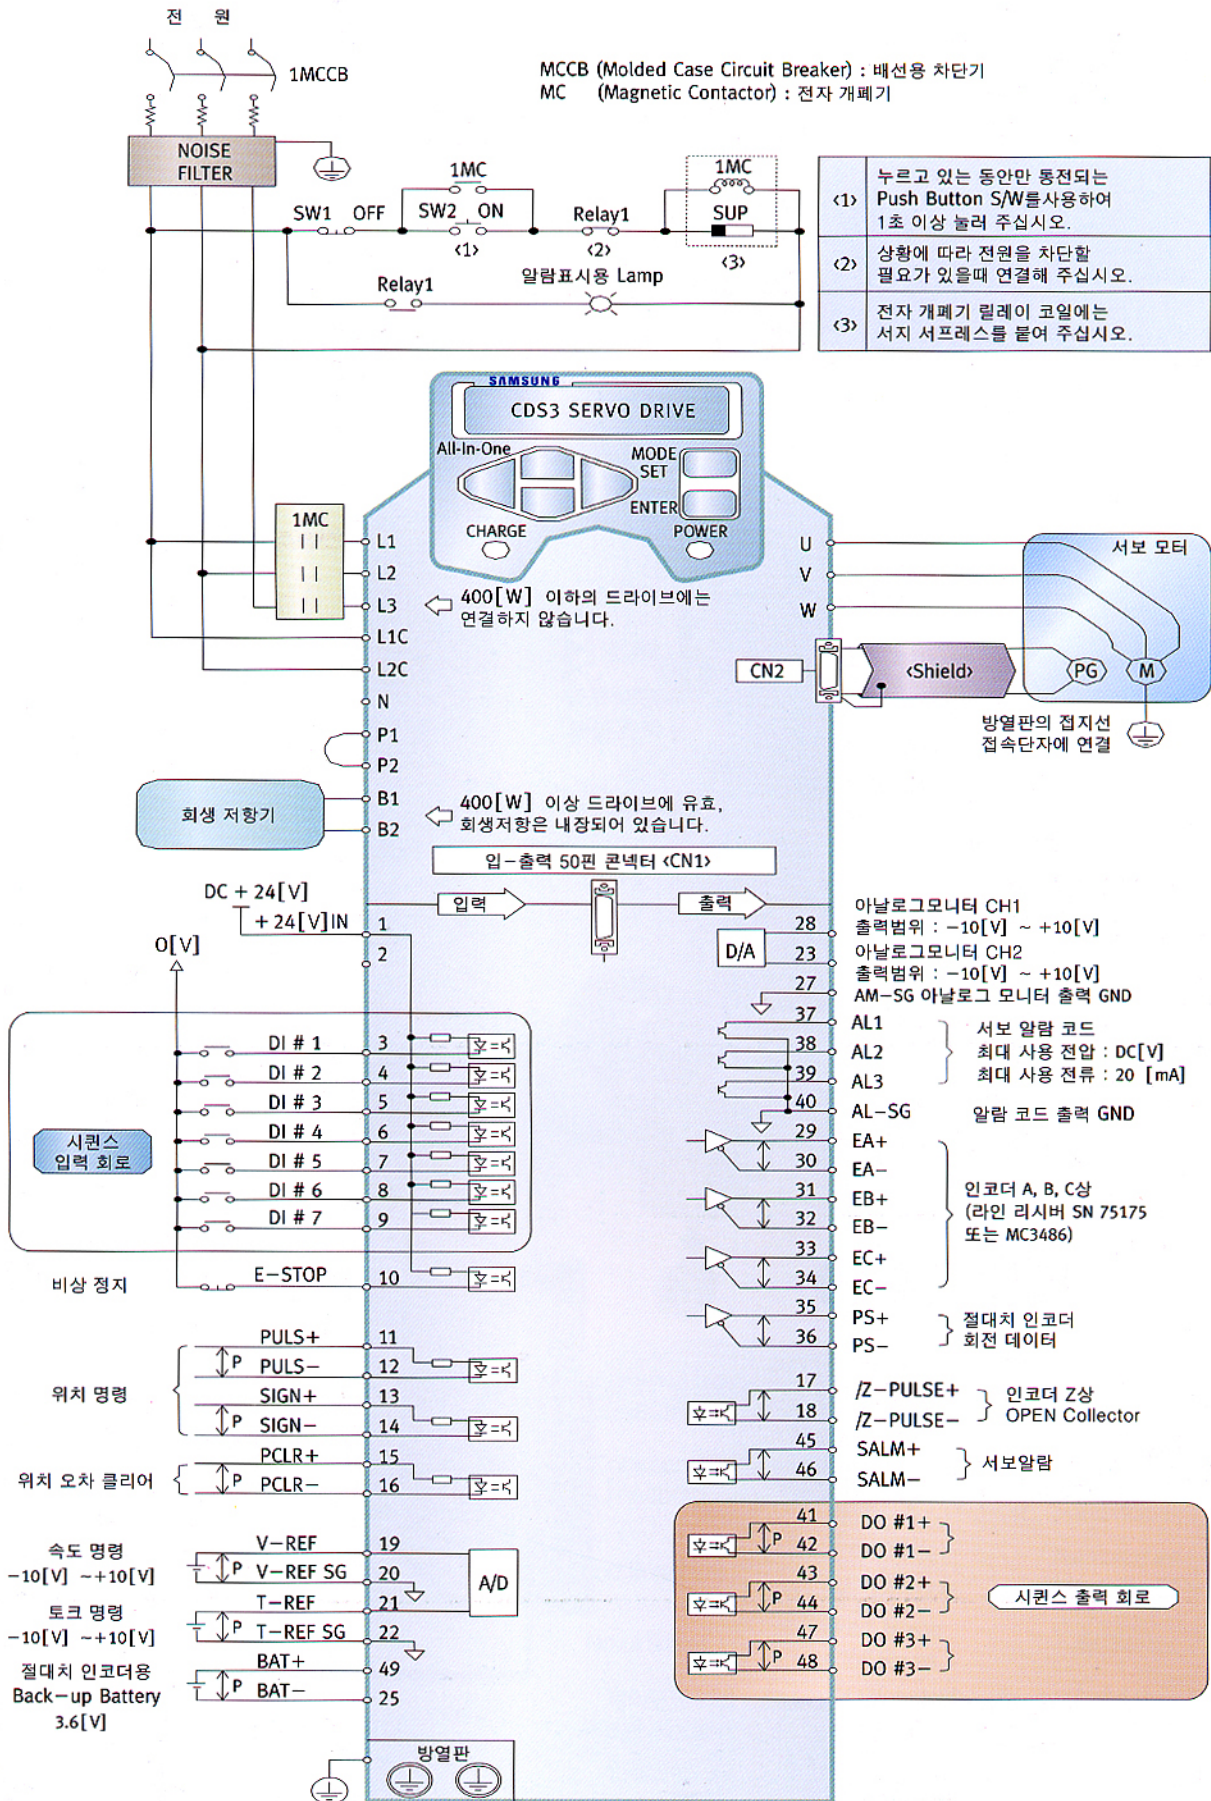 전 원
1MCCB
MCCB (Molded Case Circuit Breaker) : 배선용 차단기
MC (Magnetic Contactor) : 전자 개폐기
NOISE
FILTER
1MC
SW1 OFF
SW2 ON
<1>
Relay1
<2>
1MC
SUP
<3>
Relay1
알람표시용 Lamp
<1>
누르고 있는 동안만 통전되는
Push Button S/W를사용하여
1초 이상 눌러 주십시오.
<2>
상황에 따라 전원을 차단할
필요가 있을때 연결해 주십시오.
<3>
전자 개폐기 릴레이 코일에는
서지 서프레스를 붙여 주십시오.
SAMSUNG
CDS3 SERVO DRIVE
All-In-One
MODE
SET
ENTER
CHARGE
POWER
1MC
L1
L2
L3
400[W] 이하의 드라이브에는
연결하지 않습니다.
L1C
L2C
N
P1
P2
B1
B2
회생 저항기
400[W] 이상 드라이브에 유효,
회생저항은 내장되어 있습니다.
U
V
W
서보 모터
CN2
<Shield>
PG
M
방열판의 접지선
접속단자에 연결
입-출력 50핀 콘넥터 <CN1>
입력
출력
DC + 24[V]
+ 24[V]IN
1
2
0[V]
시퀀스
입력 회로
DI # 1 3
DI # 2 4
DI # 3 5
DI # 4 6
DI # 5 7
DI # 6 8
DI # 7 9
비상 정지
E-STOP 10
위치 명령
PULS+ 11
P PULS- 12
SIGN+ 13
P SIGN- 14
위치 오차 클리어
PCLR+ 15
P PCLR- 16
속도 명령
-10[V] ~+10[V]
V-REF 19
P V-REF SG 20
토크 명령
-10[V] ~+10[V]
T-REF 21
P T-REF SG 22
A/D
절대치 인코더용
Back-up Battery
3.6[V]
BAT+ 49
P BAT- 25
방열판
D/A
28 아날로그모니터 CH1
출력범위 : -10[V] ~ +10[V]
23 아날로그모니터 CH2
출력범위 : -10[V] ~ +10[V]
27 AM-SG 아날로그 모니터 출력 GND
37 AL1
38 AL2
39 AL3
서보 알람 코드
최대 사용 전압 : DC[V]
최대 사용 전류 : 20 [mA]
40 AL-SG 알람 코드 출력 GND
29 EA+
30 EA-
31 EB+
32 EB-
33 EC+
34 EC-
인코더 A, B, C상
(라인 리시버 SN 75175
또는 MC3486)
35 PS+
36 PS-
절대치 인코더
회전 데이터
17 /Z-PULSE+
18 /Z-PULSE-
인코더 Z상
OPEN Collector
45 SALM+
46 SALM-
서보알람
41 DO #1+
P 42 DO #1-
43 DO #2+
P 44 DO #2-
47 DO #3+
P 48 DO #3-
시퀀스 출력 회로